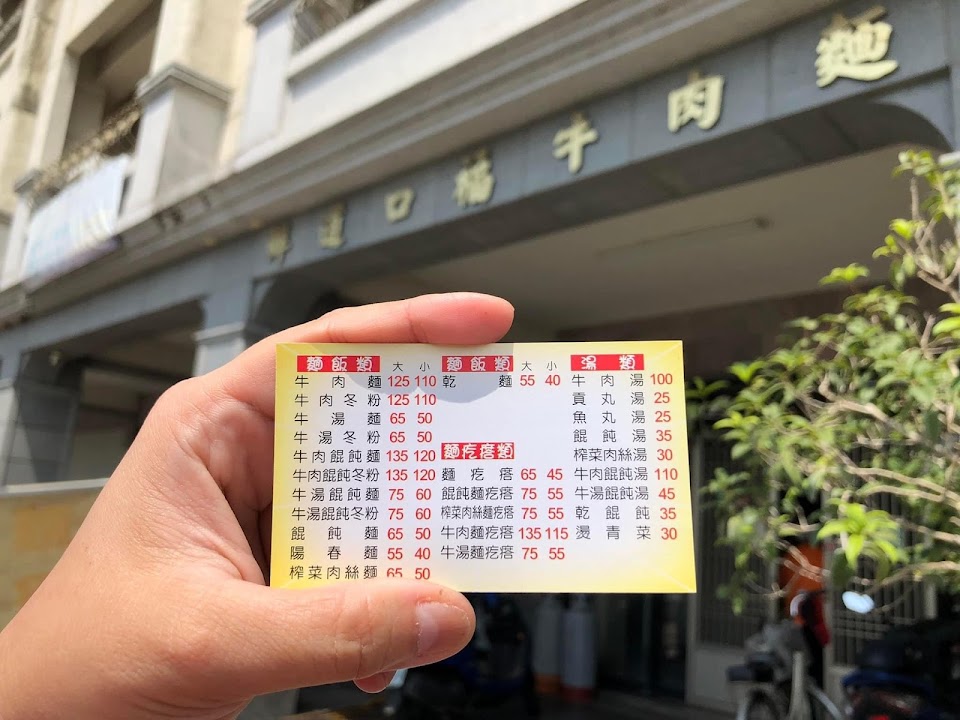 道口福牛肉麵
麵飯類 大 小
牛肉麵 125 110
牛肉冬粉 125 110
牛湯麵 65 50
牛湯冬粉 65 50
牛肉餛飩麵 135 120
牛肉餛飩冬粉 135 120
牛湯餛飩麵 75 60
牛湯餛飩冬粉 75 60
餛飩麵 65 50
陽春麵 55 40
榨菜肉絲麵 65 50
麵飯類 大 小
乾麵 55 40
麵疙瘩類
麵疙瘩 65 45
餛飩麵疙瘩 75 55
榨菜肉絲麵疙瘩 75 55
牛肉麵疙瘩 135 115
牛湯麵疙瘩 75 55
湯類
牛肉湯 100
貢丸湯 25
魚丸湯 25
餛飩湯 35
榨菜肉絲湯 30
牛肉餛飩湯 110
牛湯餛飩湯 45
乾餛飩 35
燙青菜 30